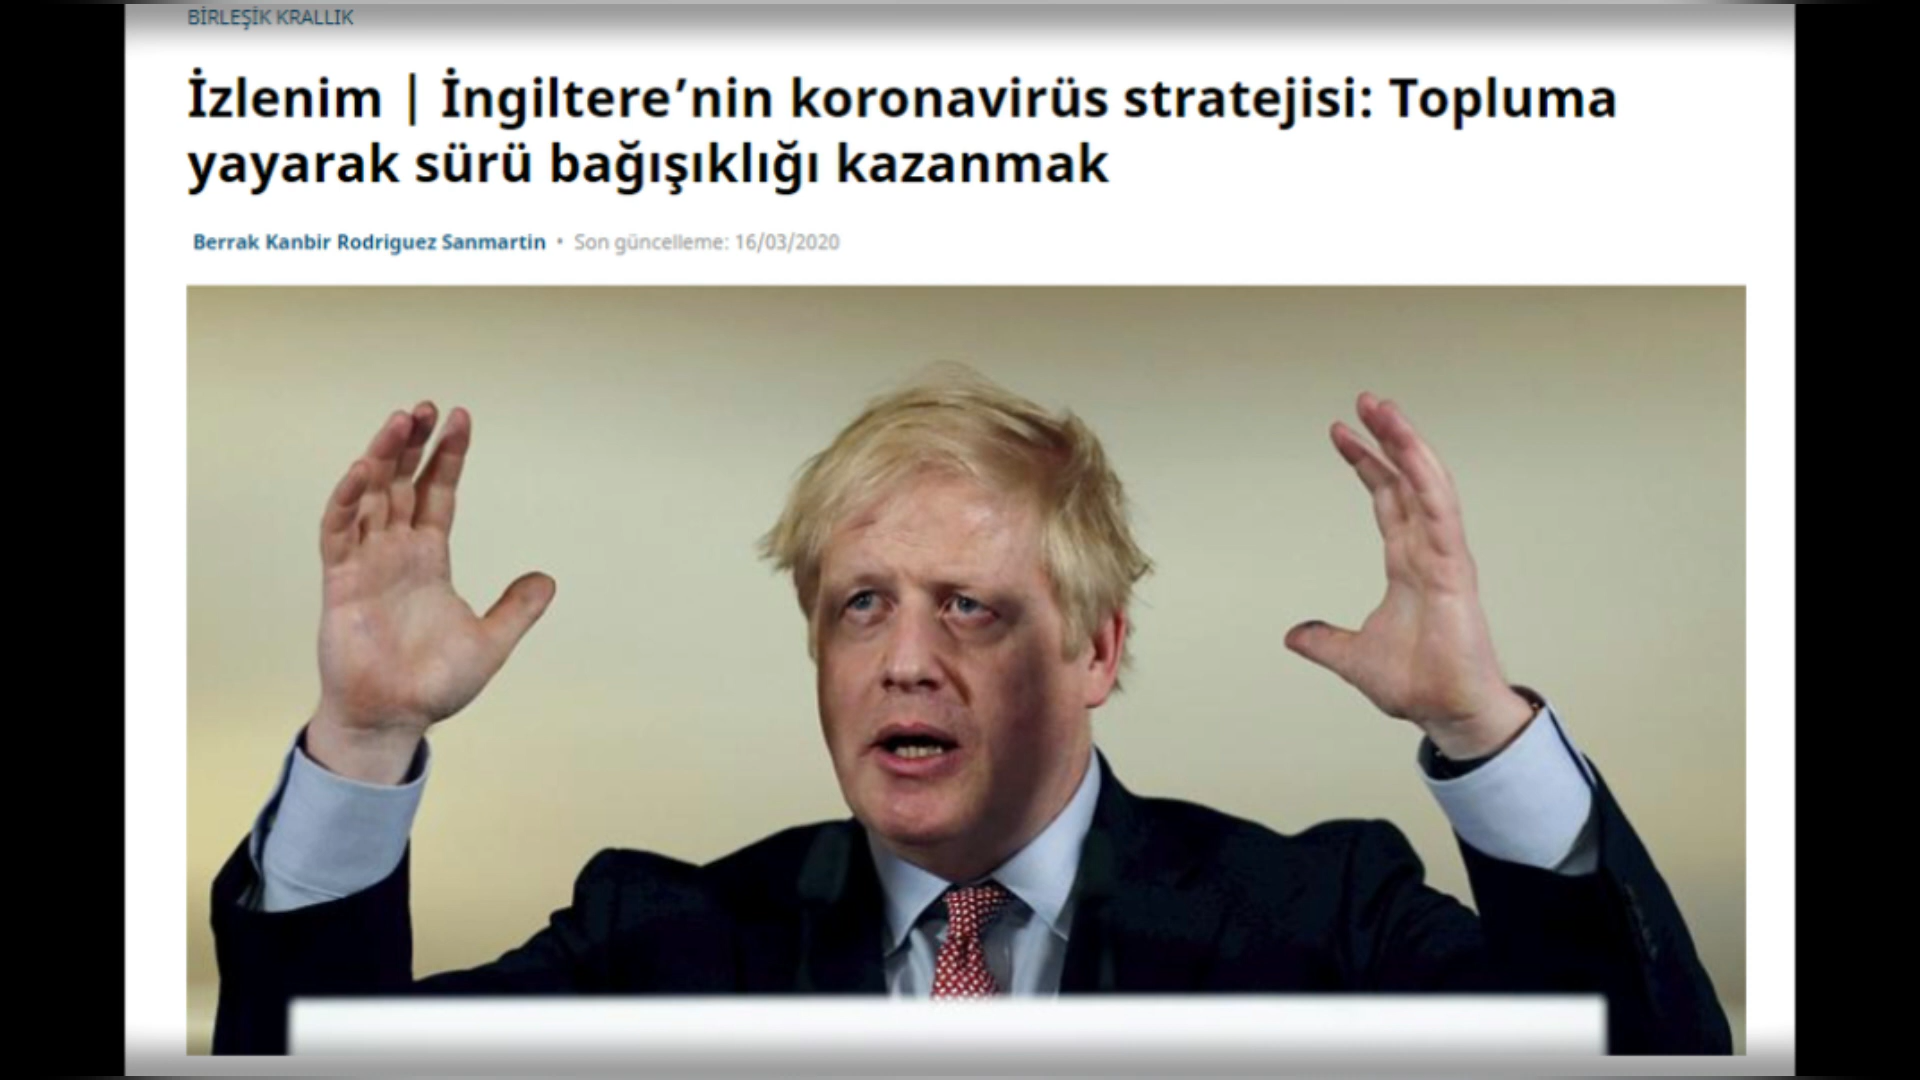 BİRLEŞİK KRALLIK
İzlenim | İngiltere’nin koronavirüs stratejisi: Topluma
yayarak sürü bağışıklığı kazanmak
Berrak Kanbir Rodriguez Sanmartin • Son güncelleme: 16/03/2020